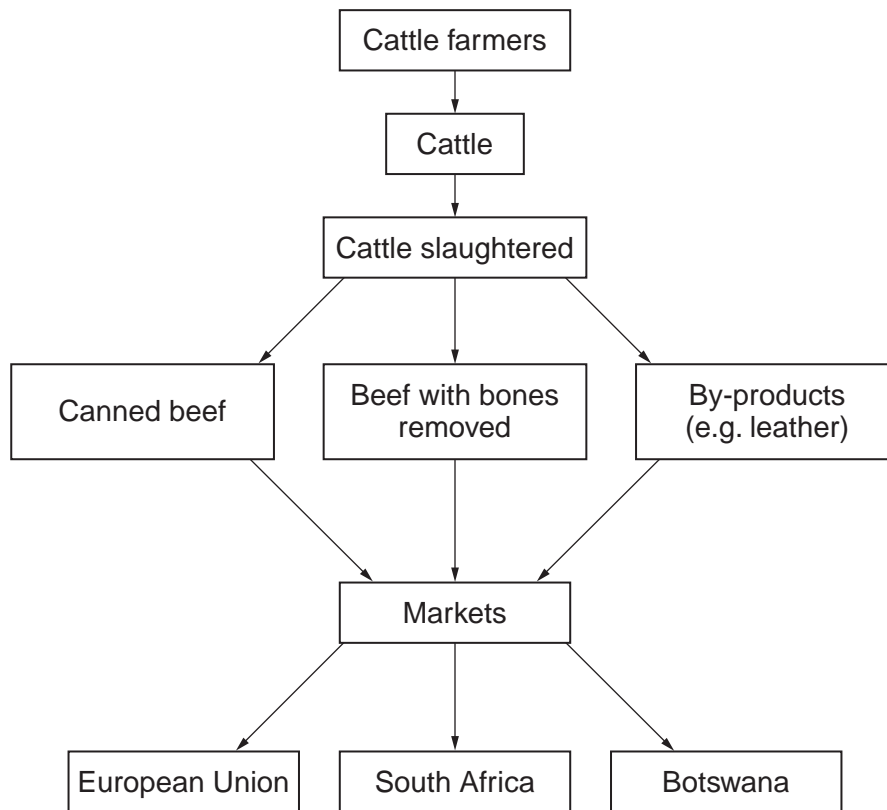 Cattle farmers
Cattle
Cattle slaughtered
Canned beef
Beef with bones
removed
By-products
(e.g. leather)
Markets
European Union
South Africa
Botswana